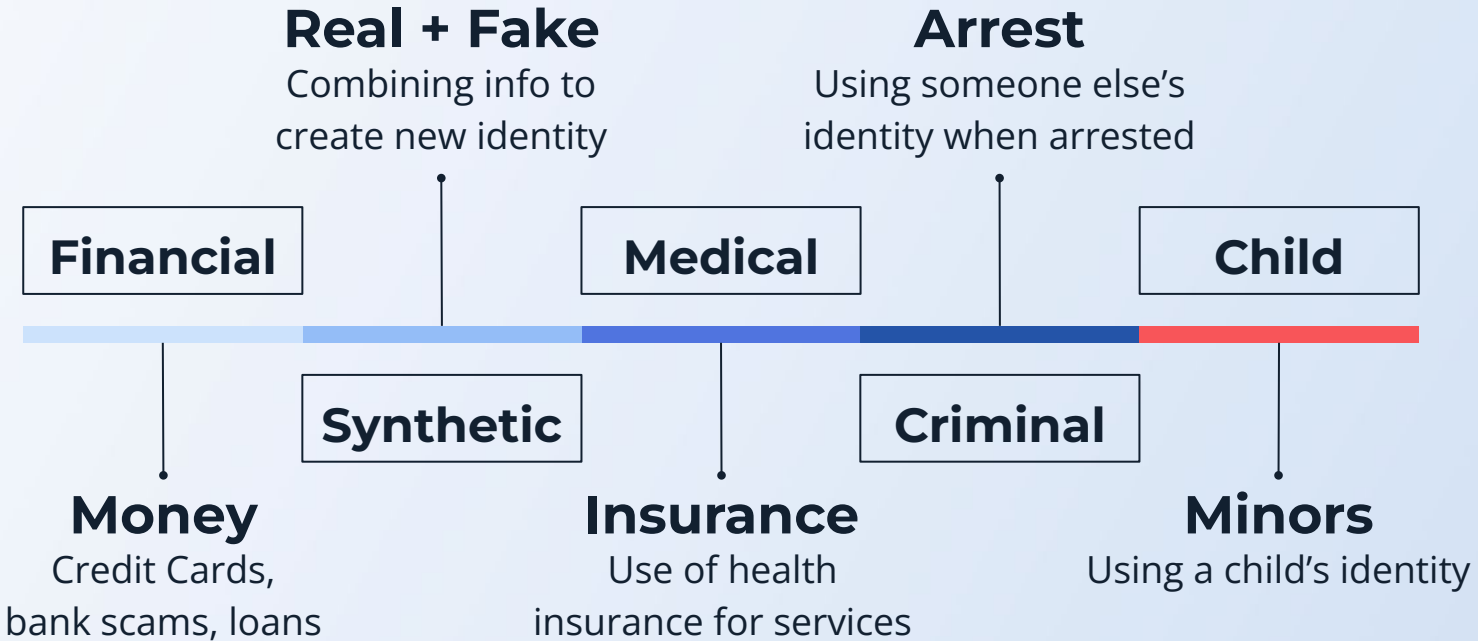 Real + Fake
Combining info to
create new identity
Arrest
Using someone else’s
identity when arrested
Financial
Medical
Child
Synthetic
Criminal
Money
Credit Cards,
bank scams, loans
Insurance
Use of health
insurance for services
Minors
Using a child’s identity